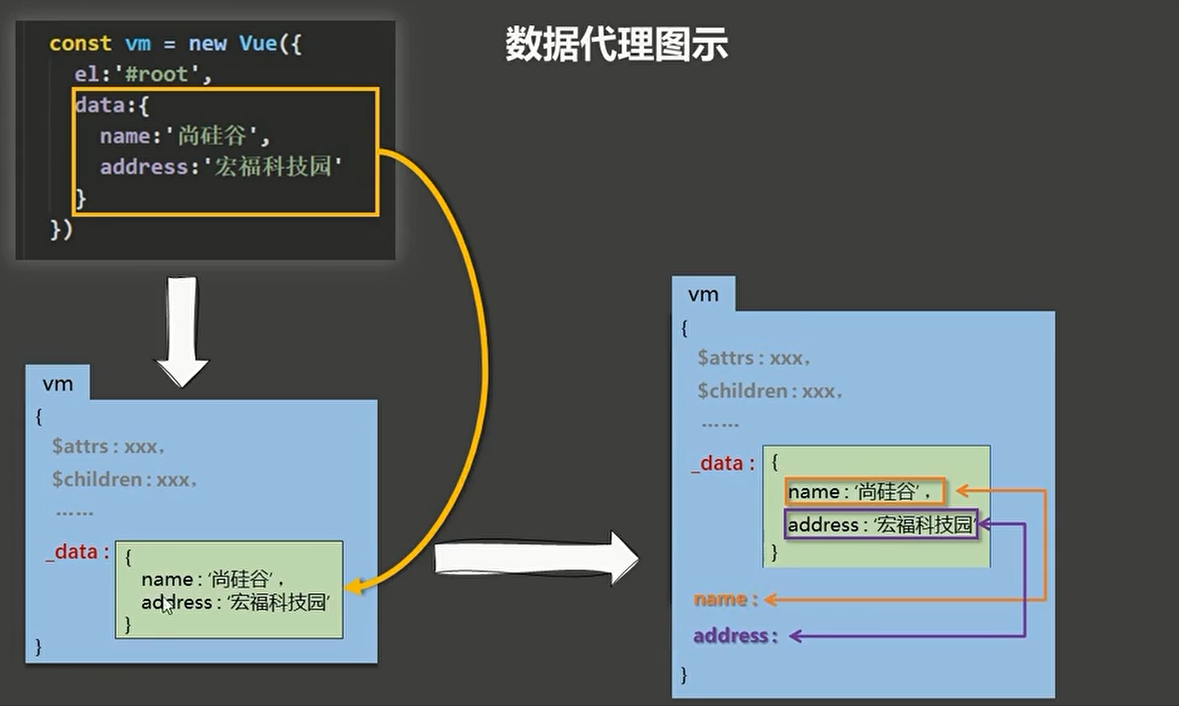 数据代理图示
const vm = new Vue({
el:'#root',
data:{
name:'尚硅谷',
address:'宏福科技园'
}
})
vm
{
$attrs : xxx,
$children : xxx,
……
_data :
{
name : ‘尚硅谷’ ,
address : ‘宏福科技园’
}
}
vm
{
$attrs : xxx,
$children : xxx,
……
_data :
{
name : ‘尚硅谷’ ,
address : ‘宏福科技园’
}
name :
address :
}